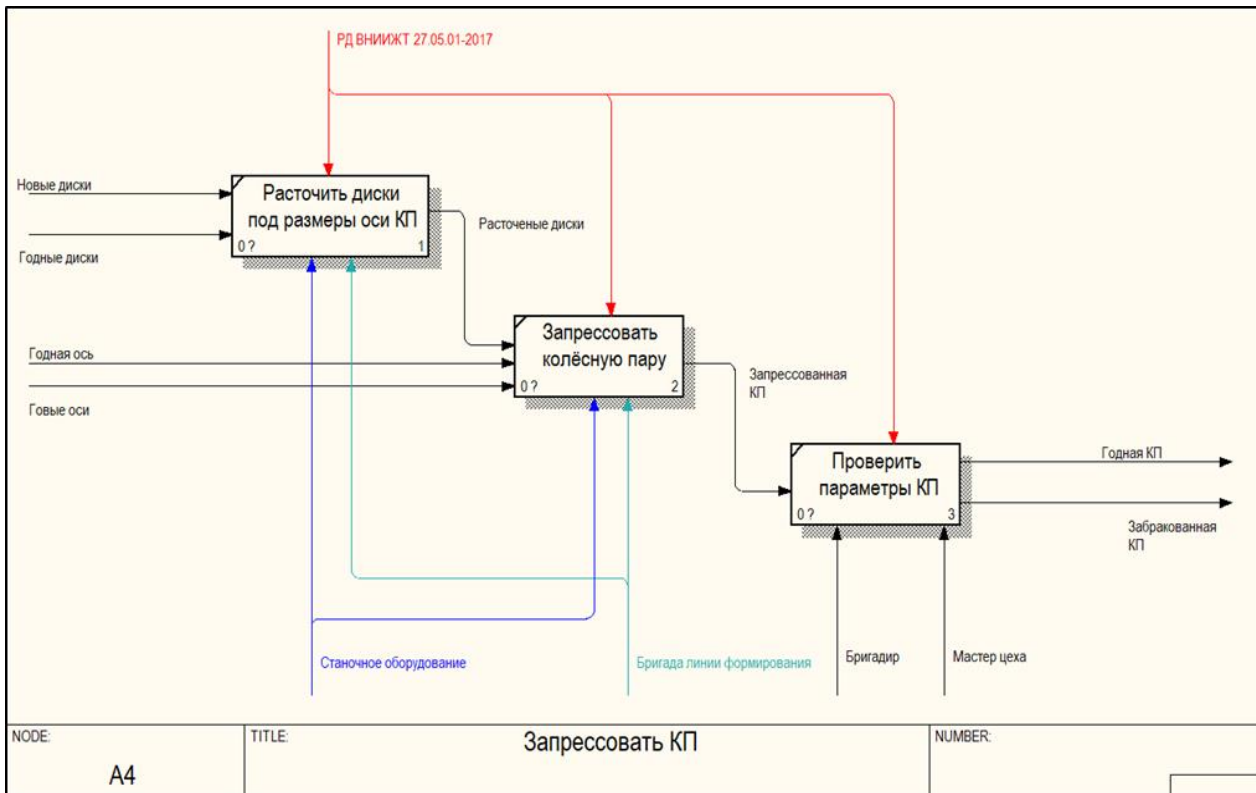 РД ВНИИЖТ 27.05.01-2017
Новые диски
Расточить диски
под размеры оси КП
0 ?
1
Годные диски
Расточеные диски
Годная ось
Говые оси
Запрессовать
колёсную пару
0 ?
2
Запрессованная
КП
Проверить
параметры КП
0 ?
3
Годная КП
Забракованная
КП
Станочное оборудование
Бригада линии формирования
Бригадир
Мастер цеха
NODE:
A4
TITLE:
Запрессовать КП
NUMBER: